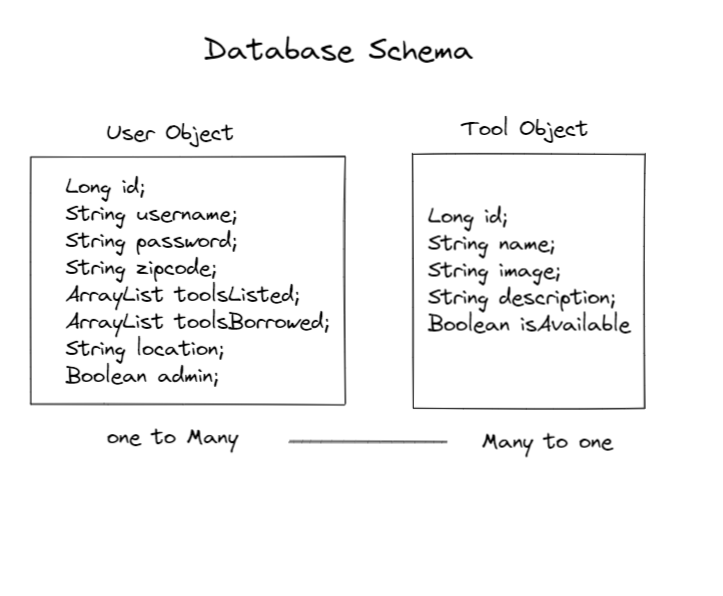 Database Schema
User Object
Long id;
String username;
String password;
String zipcode;
ArrayList toolsListed;
ArrayList toolsBorrowed;
String location;
Boolean admin;
one to Many
Tool Object
Long id;
String name;
String image;
String description;
Boolean isAvailable
Many to one